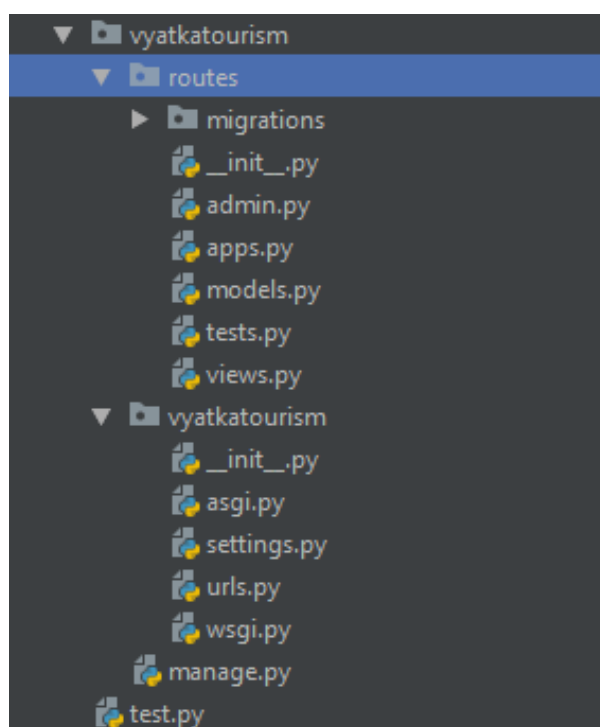 vyatkatourism
routes
migrations
__init__.py
admin.py
apps.py
models.py
tests.py
views.py
vyatkatourism
__init__.py
asgi.py
settings.py
urls.py
wsgi.py
manage.py
test.py